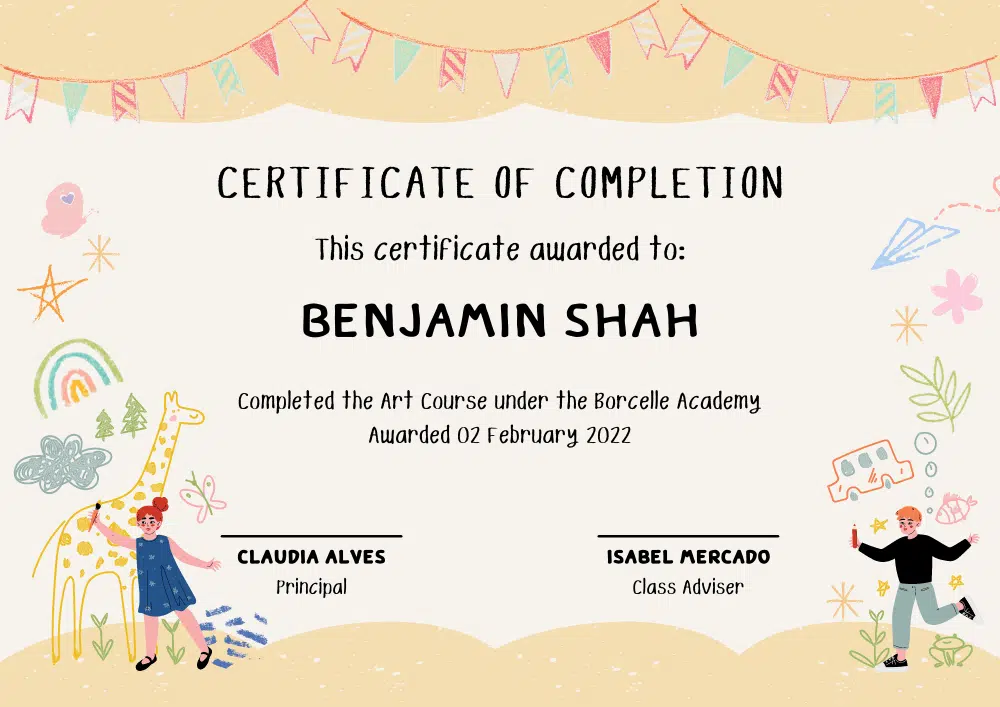 CERTIFICATE OF COMPLETION
This certificate awarded to:
BENJAMIN SHAH
Completed the Art Course under the Borcelle Academy
Awarded 02 February 2022
CLAUDIA ALVES
Principal
ISABEL MERCADO
Class Adviser